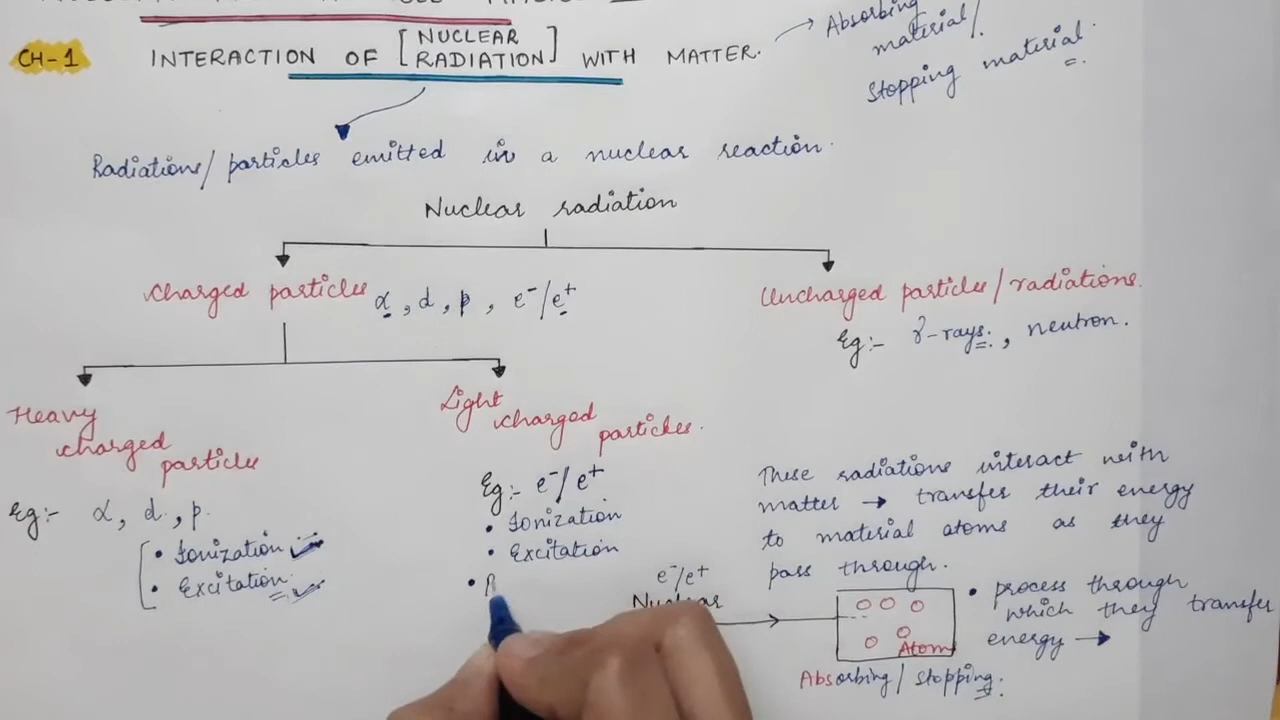 CH-1 INTERACTION OF [NUCLEAR RADIATION] WITH MATTER.
Absorbing material/
Stopping material.
Radiations/particles emitted in a nuclear reaction.
Nuclear radiation
Charged particles α, d, p, e⁻/e⁺
Uncharged particles/radiations.
Eg:- γ-rays, neutron.
Heavy charged particles
Eg:- α, d, p.
• Ionization
• Excitation
Light charged particles.
Eg:- e⁻/e⁺
• Ionization
• Excitation
•
These radiations interact with
matter → transfer their energy
to material atoms as they
pass through.
e⁻/e⁺
Nuclear
Atom
Absorbing/stopping.
• process through
which they transfer
energy →